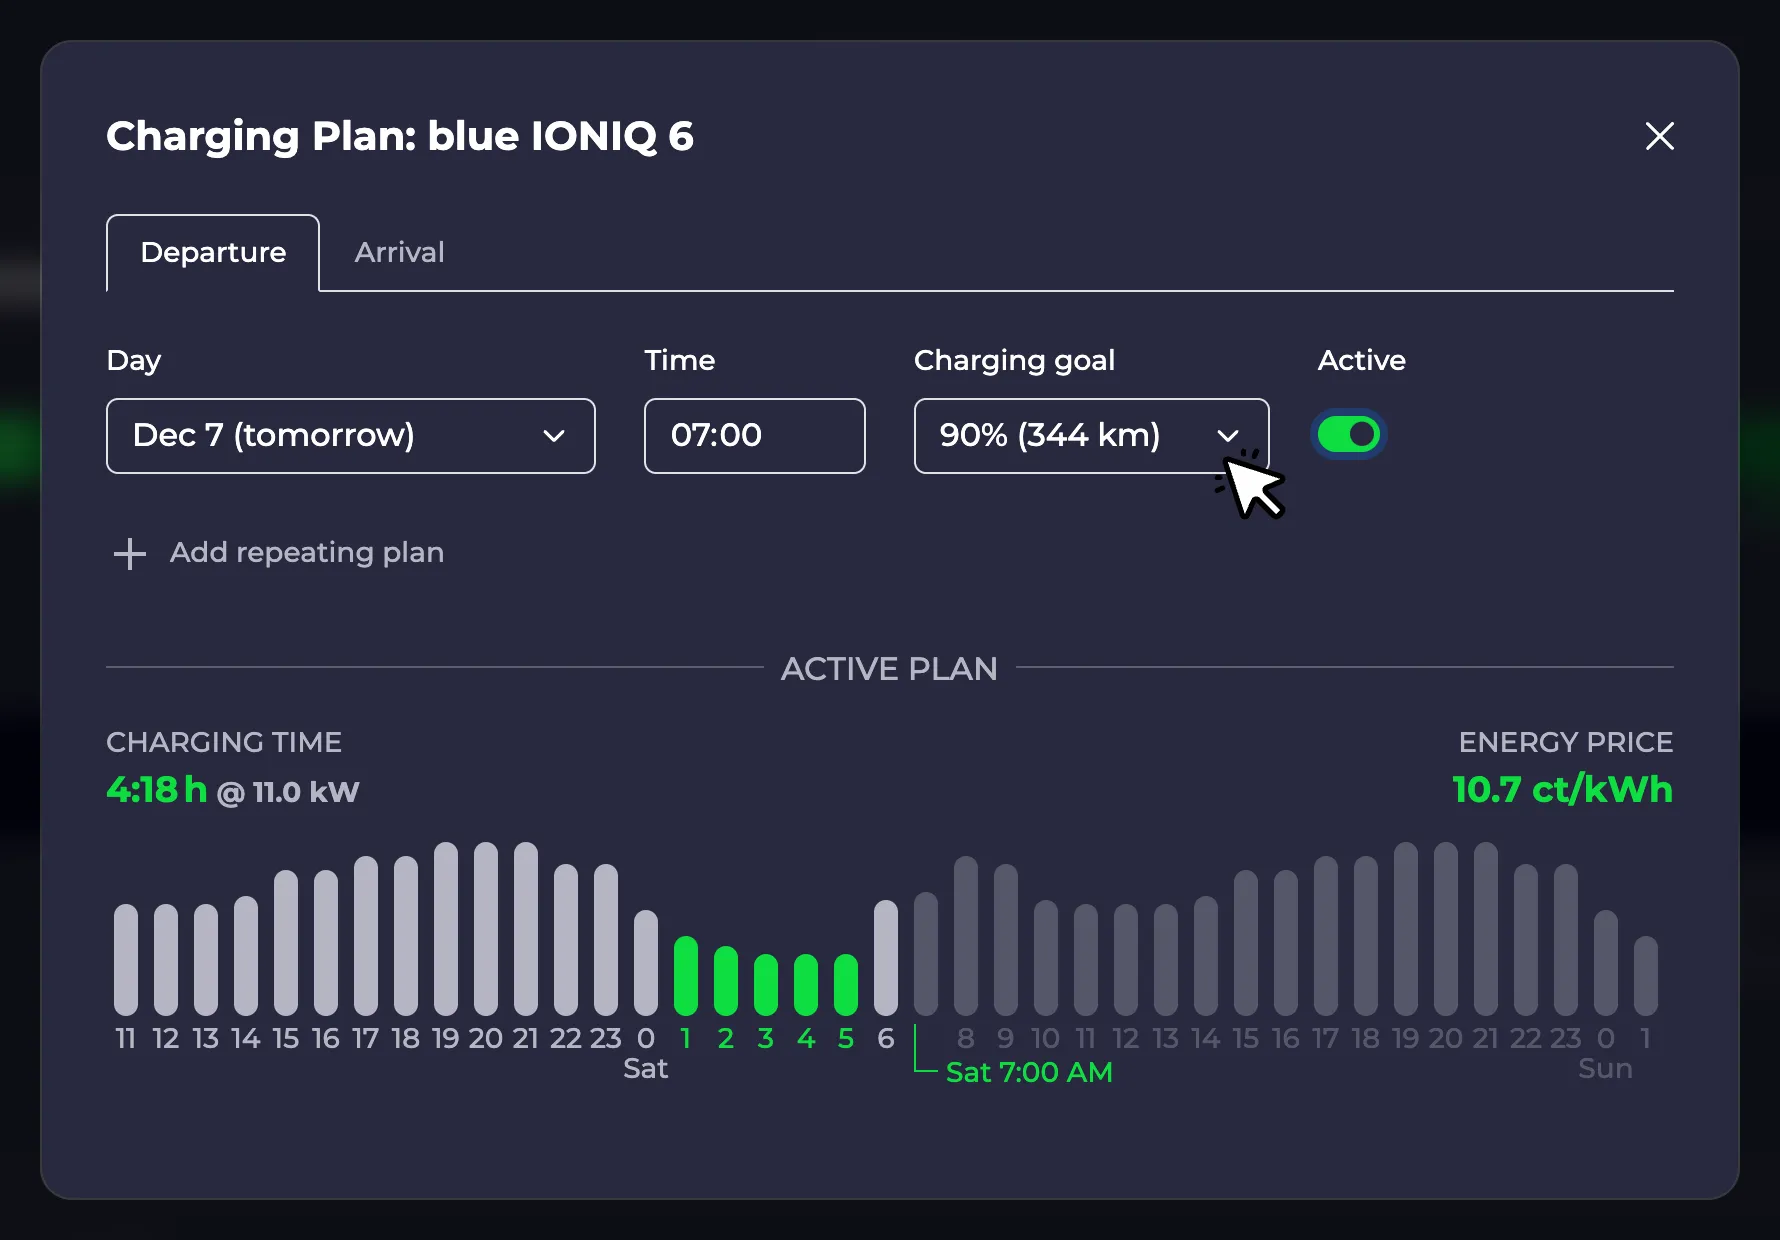 Charging Plan: blue IONIQ 6
Departure Arrival
Day Time Charging goal Active
Dec 7 (tomorrow) 07:00 90% (344 km)
Add repeating plan
ACTIVE PLAN
CHARGING TIME ENERGY PRICE
4:18 h @ 11.0 kW 10.7 ct/kWh
11 12 13 14 15 16 17 18 19 20 21 22 23 0 1 2 3 4 5 6 8 9 10 11 12 13 14 15 16 17 18 19 20 21 22 23 0 1
Sat Sat 7:00 AM Sun